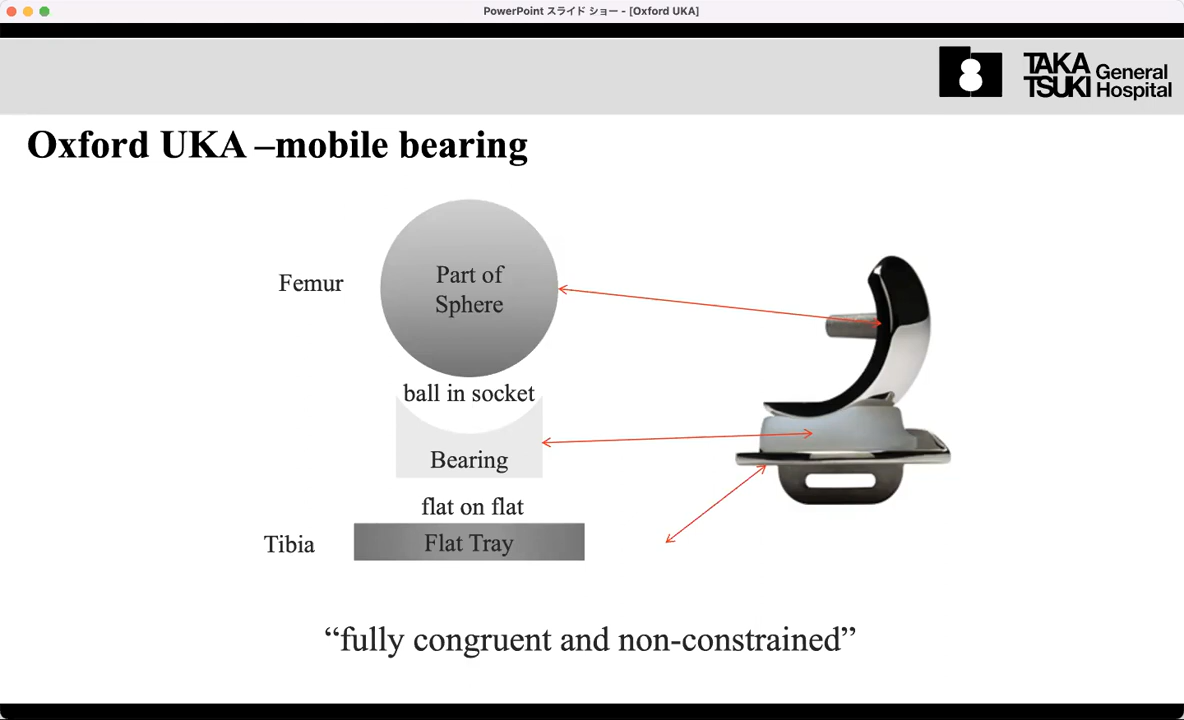 PowerPoint スライド ショー - [Oxford UKA]
TAKA
TSUKI
General
Hospital
Oxford UKA –mobile bearing
Femur
Part of
Sphere
ball in socket
Bearing
flat on flat
Tibia
Flat Tray
“fully congruent and non-constrained”